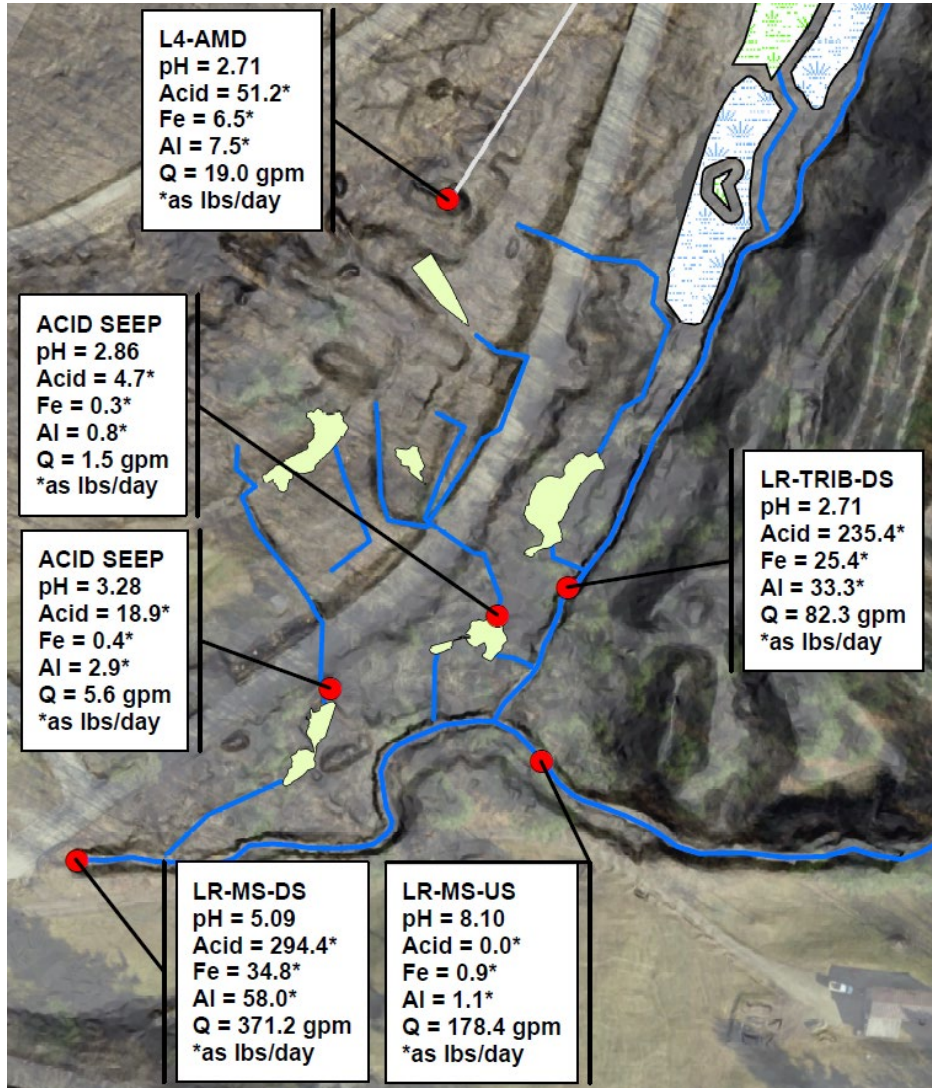 L4-AMD
pH = 2.71
Acid = 51.2*
Fe = 6.5*
Al = 7.5*
Q = 19.0 gpm
*as lbs/day
ACID SEEP
pH = 2.86
Acid = 4.7*
Fe = 0.3*
Al = 0.8*
Q = 1.5 gpm
*as lbs/day
ACID SEEP
pH = 3.28
Acid = 18.9*
Fe = 0.4*
Al = 2.9*
Q = 5.6 gpm
*as lbs/day
LR-TRIB-DS
pH = 2.71
Acid = 235.4*
Fe = 25.4*
Al = 33.3*
Q = 82.3 gpm
*as lbs/day
LR-MS-DS
pH = 5.09
Acid = 294.4*
Fe = 34.8*
Al = 58.0*
Q = 371.2 gpm
*as lbs/day
LR-MS-US
pH = 8.10
Acid = 0.0*
Fe = 0.9*
Al = 1.1*
Q = 178.4 gpm
*as lbs/day